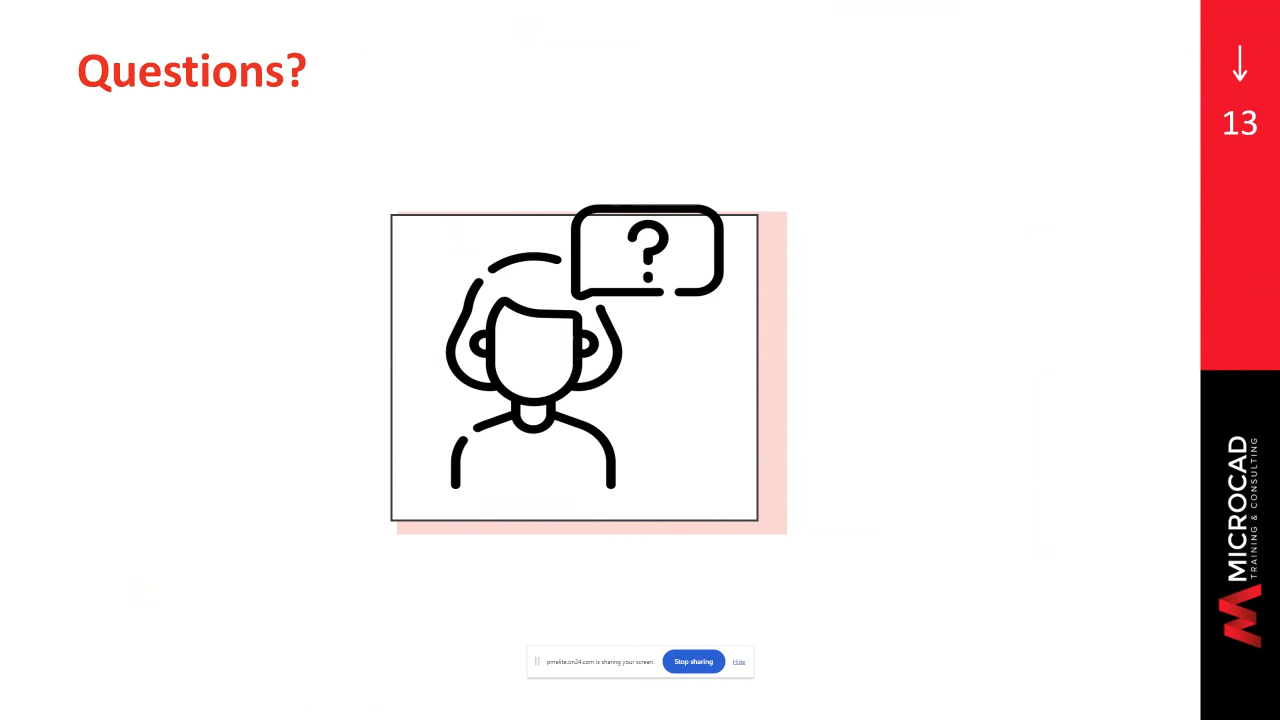 Questions?
13
?
MICROCAD
TRAINING & CONSULTING
pmelite.on24.com is sharing your screen.
Stop sharing
Hide